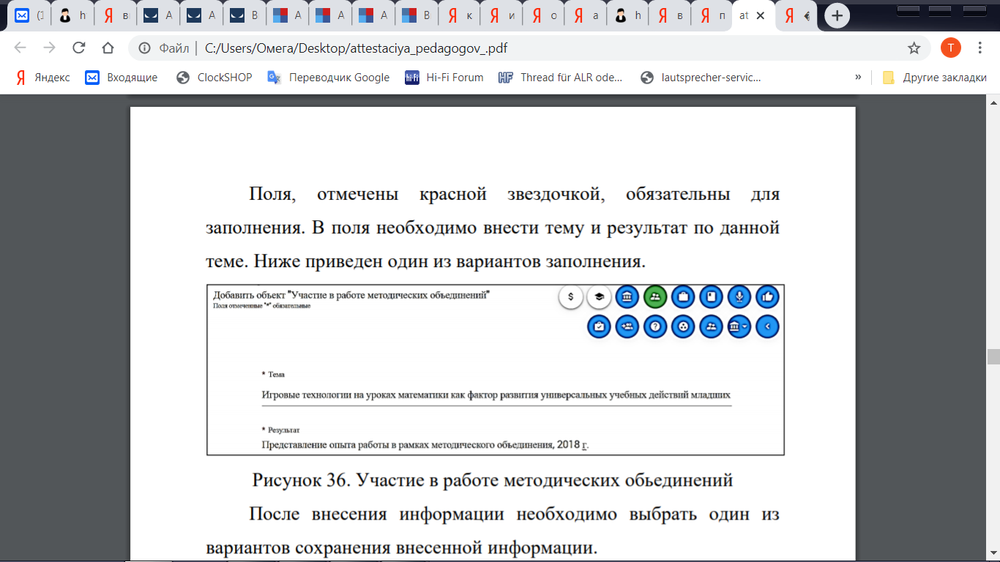 (1 h Я в A A B A A A B Я к Я и Я о Я а h Я в Я п at Я
Файл | C:/Users/Омега/Desktop/attestaciya_pedagogov_.pdf T
Яндекс Входящие ClockSHOP Переводчик Google Hi-Fi Forum Thread für ALR ode... lautsprecher-servic... » Другие закладки
Поля, отмечены красной звездочкой, обязательны для
заполнения. В поля необходимо внести тему и результат по данной
теме. Ниже приведен один из вариантов заполнения.
Добавить объект "Участие в работе методических объединений"
Поля отмеченные "*" обязательные
* Тема
Игровые технологии на уроках математики как фактор развития универсальных учебных действий младших
* Результат
Представление опыта работы в рамках методического объединения, 2018 г.
Рисунок 36. Участие в работе методических обьединений
После внесения информации необходимо выбрать один из
вариантов сохранения внесенной информации.